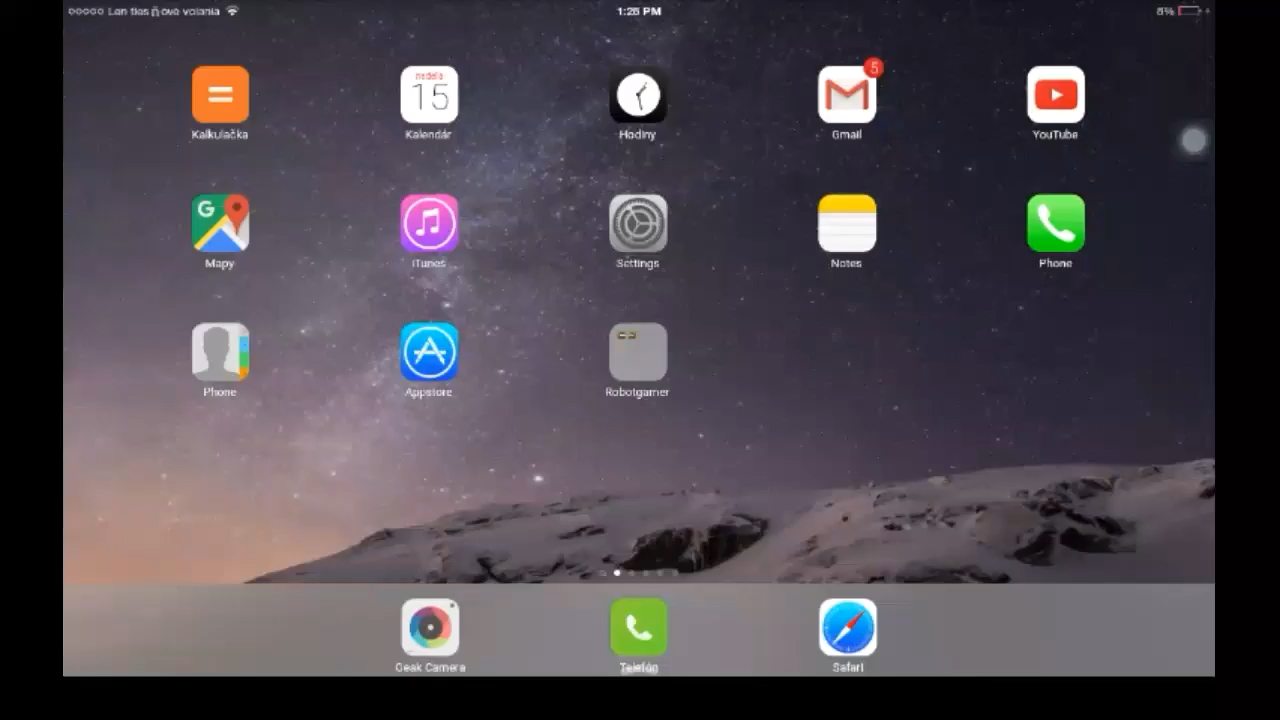 volania 1:26 PM 8%
Kalkulačka Kalendár Hodiny Gmail YouTube
nedeľa
15
5
G
Mapy iTunes Settings Notes Phone
Phone Appstore Robotgamer
Geak Camera Telefón Safari